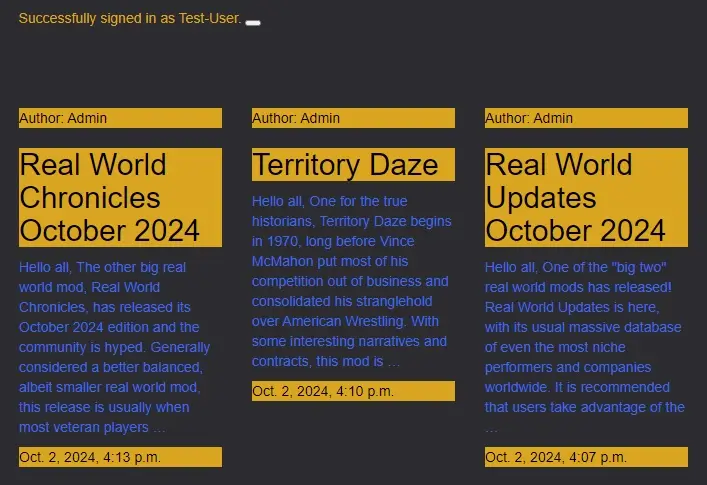 Successfully signed in as Test-User.
Author: Admin
Real World
Chronicles
October 2024
Hello all, The other big real
world mod, Real World
Chronicles, has released its
October 2024 edition and the
community is hyped. Generally
considered a better balanced,
albeit smaller real world mod,
this release is usually when
most veteran players …
Oct. 2, 2024, 4:13 p.m.
Author: Admin
Territory Daze
Hello all, One for the true
historians, Territory Daze begins
in 1970, long before Vince
McMahon put most of his
competition out of business and
consolidated his stranglehold
over American Wrestling. With
some interesting narratives and
contracts, this mod is …
Oct. 2, 2024, 4:10 p.m.
Author: Admin
Real World
Updates
October 2024
Hello all, One of the "big two"
real world mods has released!
Real World Updates is here,
with its usual massive database
of even the most niche
performers and companies
worldwide. It is recommended
that users take advantage of the
…
Oct. 2, 2024, 4:07 p.m.